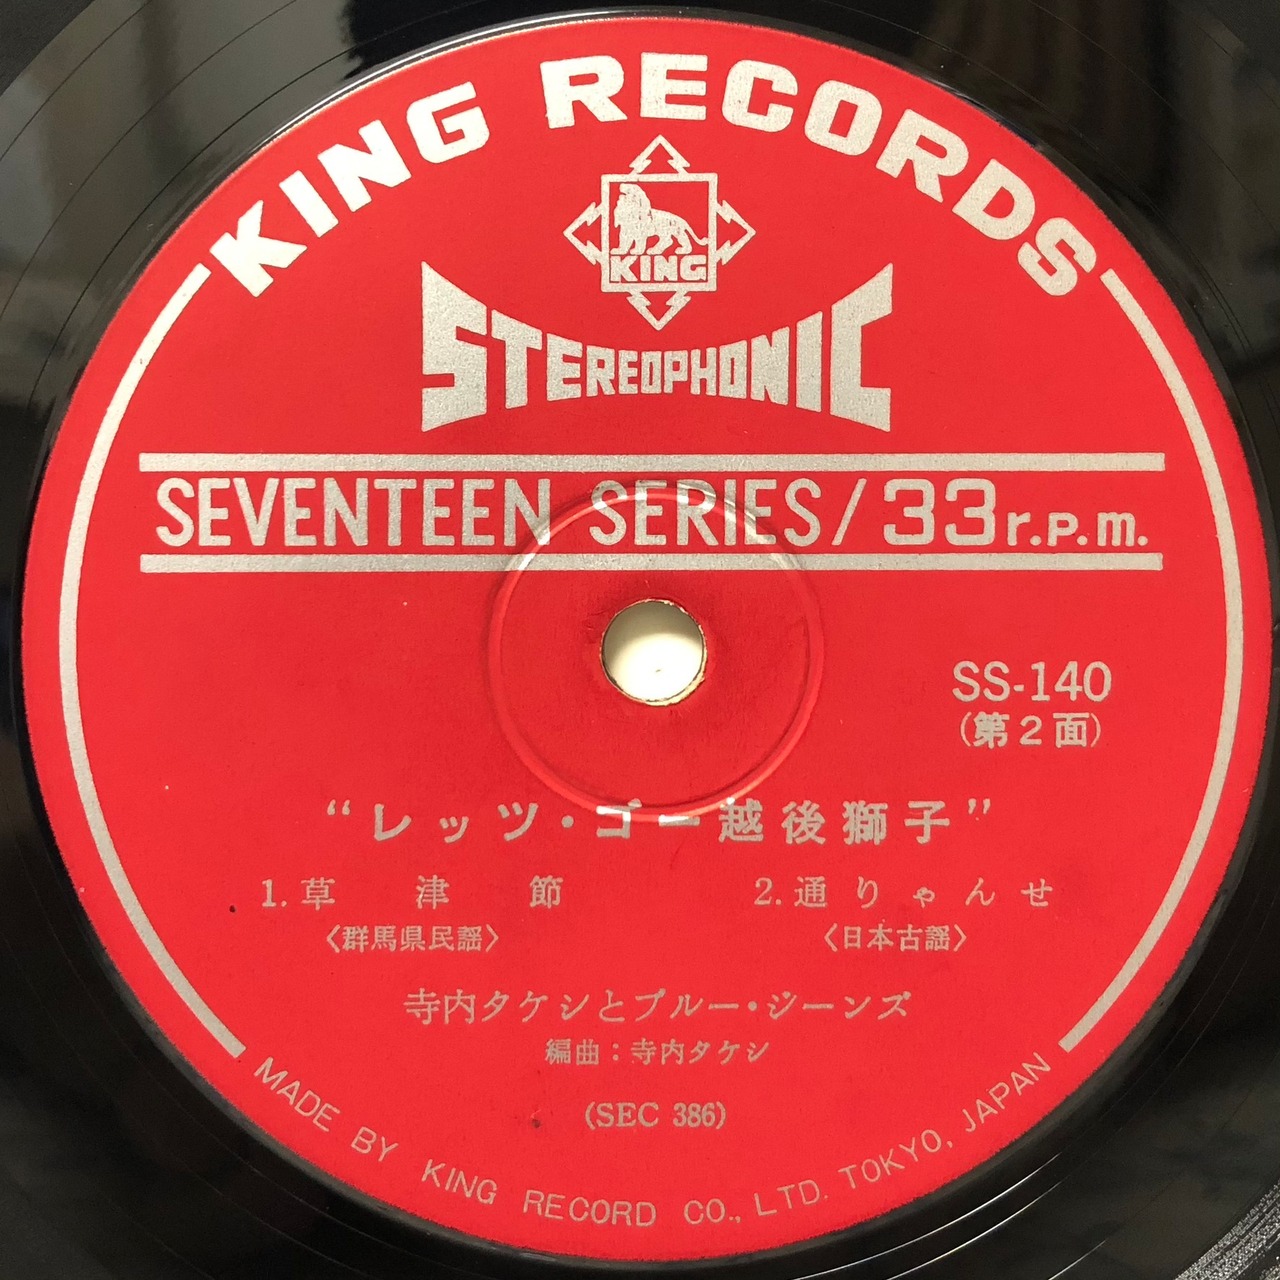 KING RECORDS
KING
STEREOPHONIC
SEVENTEEN SERIES/33r.p.m.
SS-140
(第2面)
“レッツ・ゴー越後獅子”
1. 草津節 2. 通りゃんせ
〈群馬県民謡〉 〈日本古謡〉
寺内タケシとブルー・ジーンズ
編曲：寺内タケシ
(SEC 386)
MADE BY KING RECORD CO., LTD. TOKYO, JAPAN